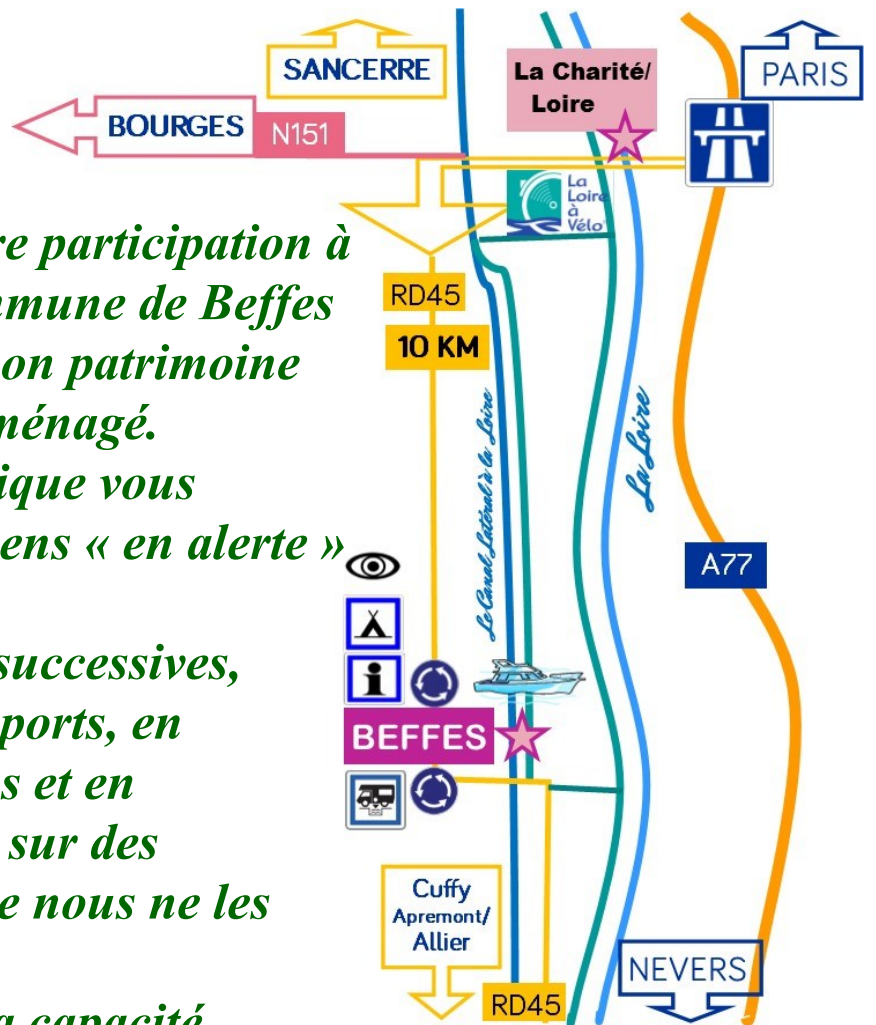 SANCERRE
La Charité/
Loire
PARIS
BOURGES
N151
La
Loire
à
Vélo
re participation à
mmune de Beffes
on patrimoine
ménagé.
ique vous
ens « en alerte »
successives,
ports, en
s et en
sur des
e nous ne les
a capacité
RD45
10 KM
Le Canal Latéral à la Loire
La Loire
A77
i
BEFFES
Cuffy
Apremont/
Allier
NEVERS
RD45